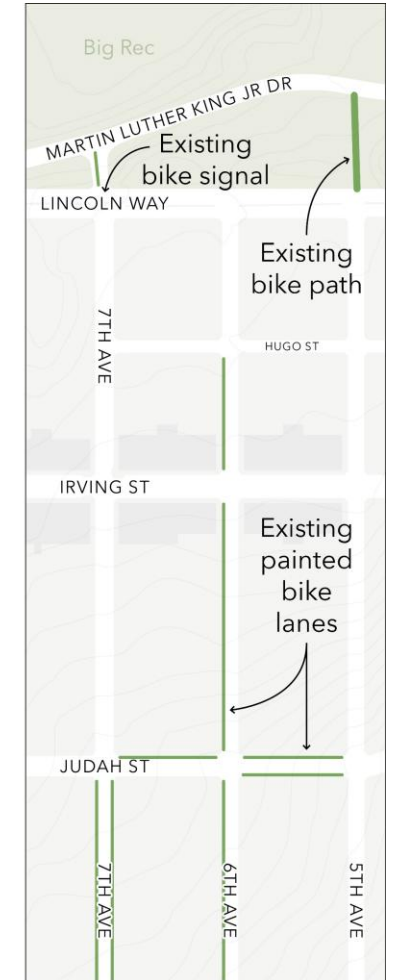 Big Rec
MARTIN LUTHER KING JR DR
Existing
bike signal
LINCOLN WAY
Existing
bike path
7TH AVE
HUGO ST
IRVING ST
Existing
painted
bike
lanes
JUDAH ST
7TH AVE
6TH AVE
5TH AVE